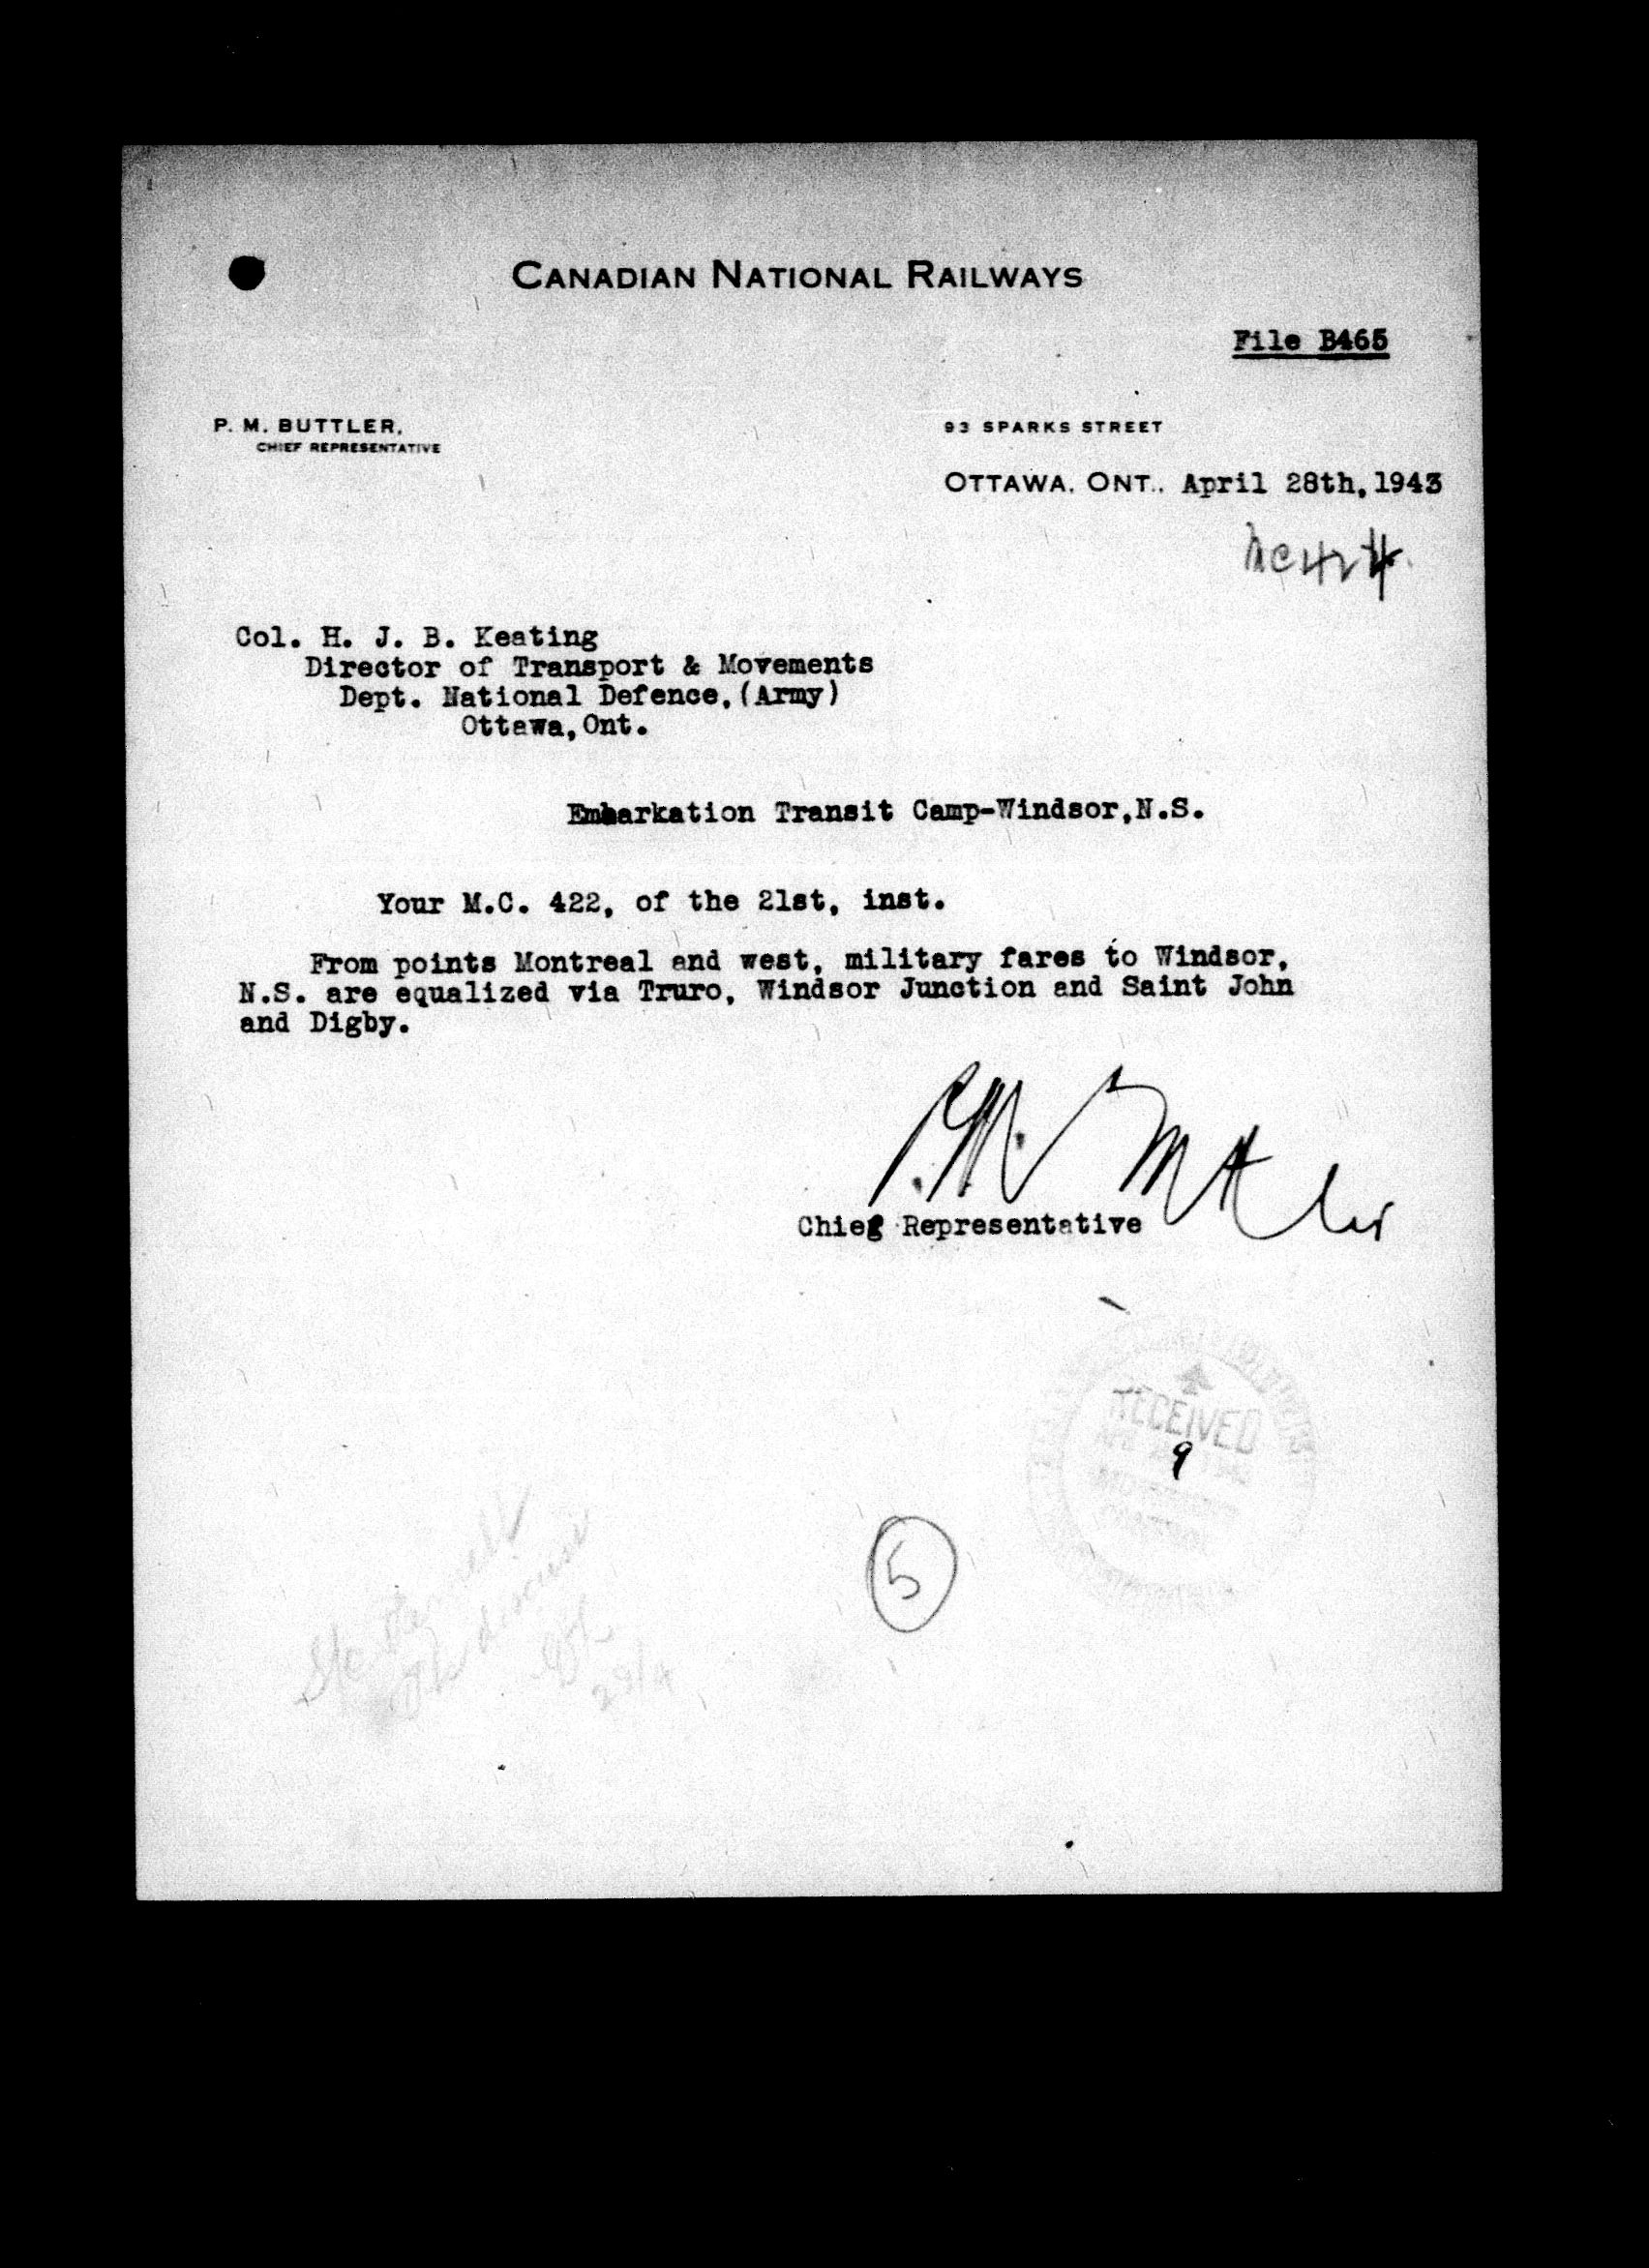 CANADIAN NATIONAL RAILWAYS
File B465
P. M. BUTTLER,
CHIEF REPRESENTATIVE
93 SPARKS STREET
OTTAWA, ONT., April 28th, 1943
Col. H. J. B. Keating
Director of Transport & Movements
Dept. National Defence, (Army)
Ottawa, Ont.
Embarkation Transit Camp-Windsor, N.S.
Your M.C. 422, of the 21st, inst.
From points Montreal and west, military fares to Windsor,
N.S. are equalized via Truro, Windsor Junction and Saint John
and Digby.
P.M. Buttler
Chieg Representative
RECEIVED
9
5